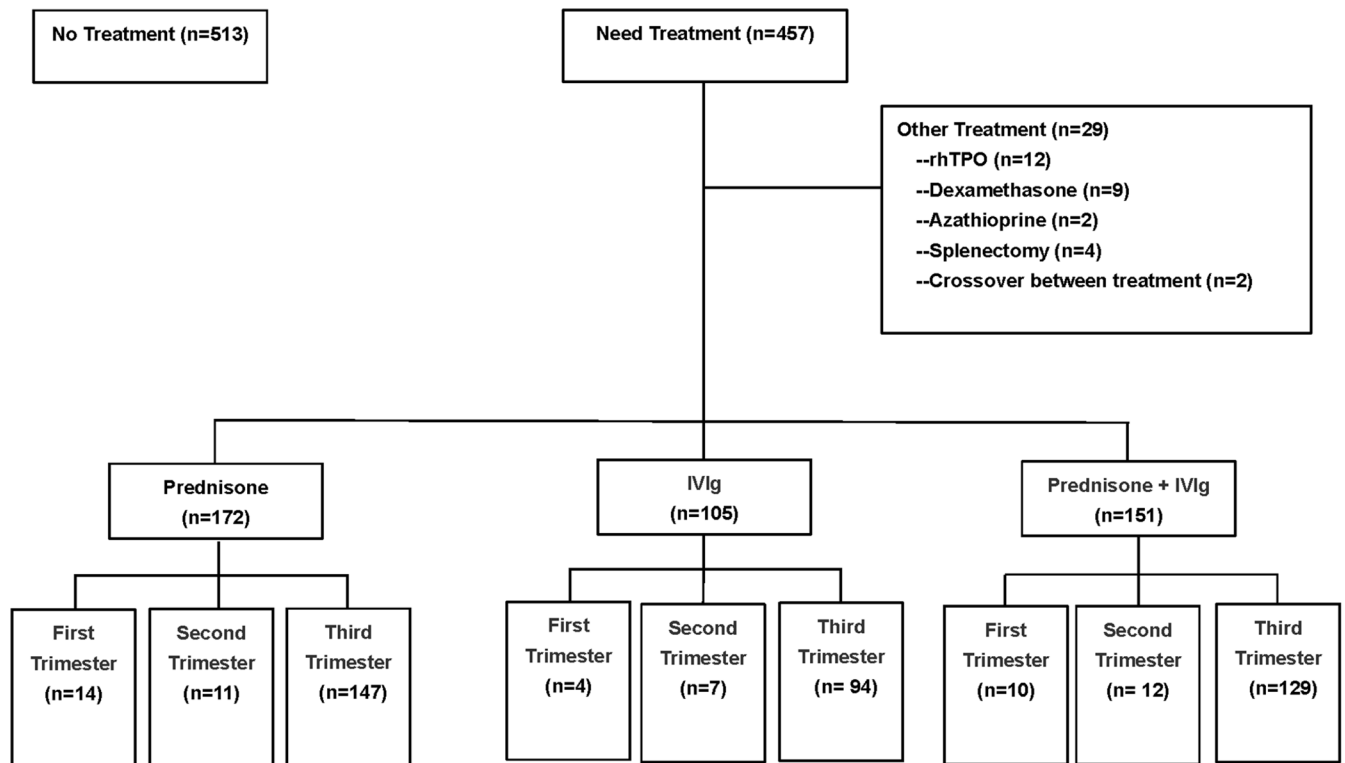 No Treatment (n=513)
Need Treatment (n=457)
Other Treatment (n=29)
--rhTPO (n=12)
--Dexamethasone (n=9)
--Azathioprine (n=2)
--Splenectomy (n=4)
--Crossover between treatment (n=2)
Prednisone
(n=172)
IVIg
(n=105)
Prednisone + IVIg
(n=151)
First
Trimester
(n=14)
Second
Trimester
(n=11)
Third
Trimester
(n=147)
First
Trimester
(n=4)
Second
Trimester
(n=7)
Third
Trimester
(n= 94)
First
Trimester
(n=10)
Second
Trimester
(n= 12)
Third
Trimester
(n=129)